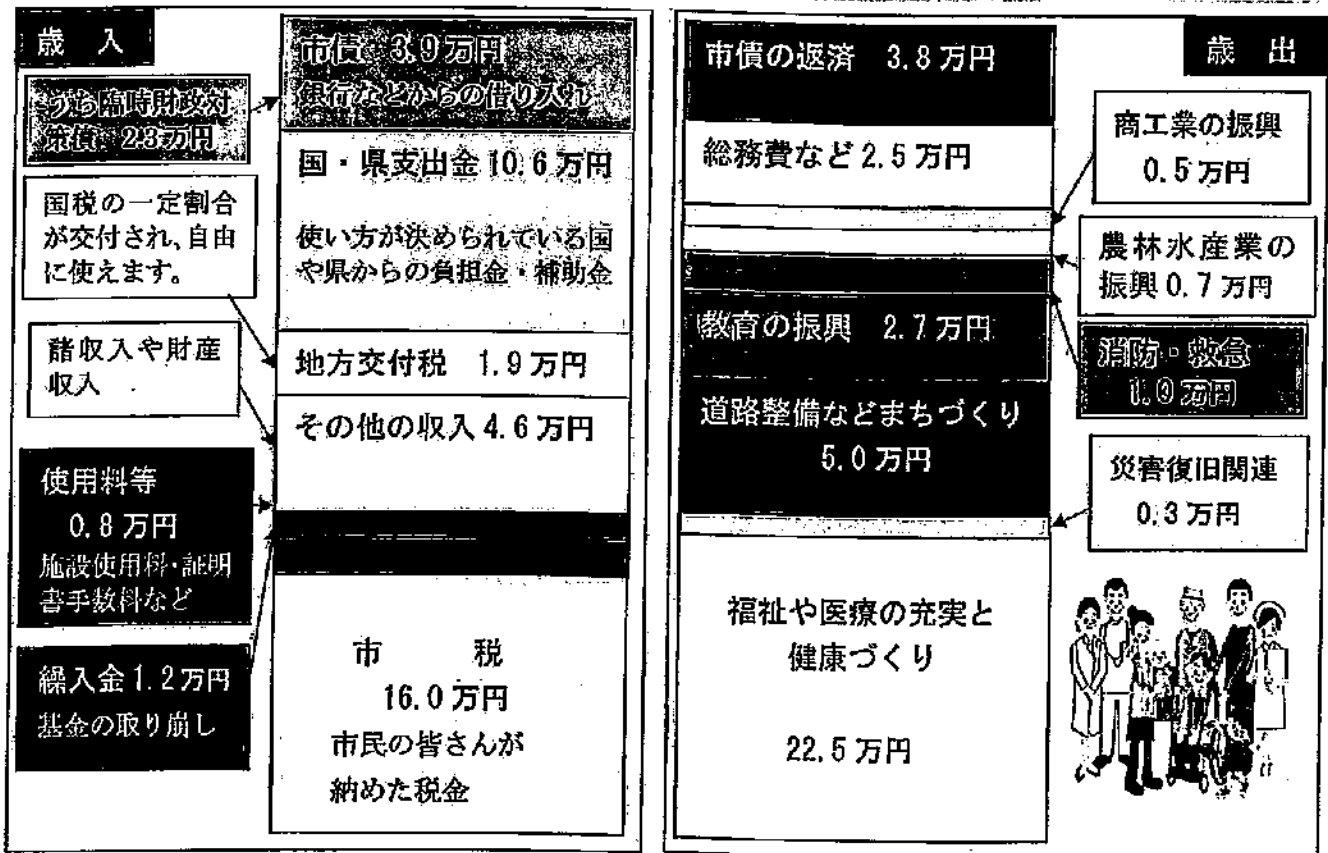 歳入
市債 3.9万円
銀行などからの借り入れ
うち臨時財政対
策債 2.3万円
国・県支出金 10.6万円
使い方が決められている国
や県からの負担金・補助金
国税の一定割合
が交付され、自由
に使えます。
地方交付税 1.9万円
諸収入や財産
収入
その他の収入 4.6万円
使用料等
0.8万円
施設使用料・証明
書手数料など
繰入金 1.2万円
基金の取り崩し
市税
16.0万円
市民の皆さんが
納めた税金
歳出
市債の返済 3.8万円
総務費など 2.5万円
商工業の振興
0.5万円
農林水産業の
振興 0.7万円
消防・救急
1.0万円
教育の振興 2.7万円
道路整備などまちづくり
5.0万円
災害復旧関連
0.3万円
福祉や医療の充実と
健康づくり
22.5万円